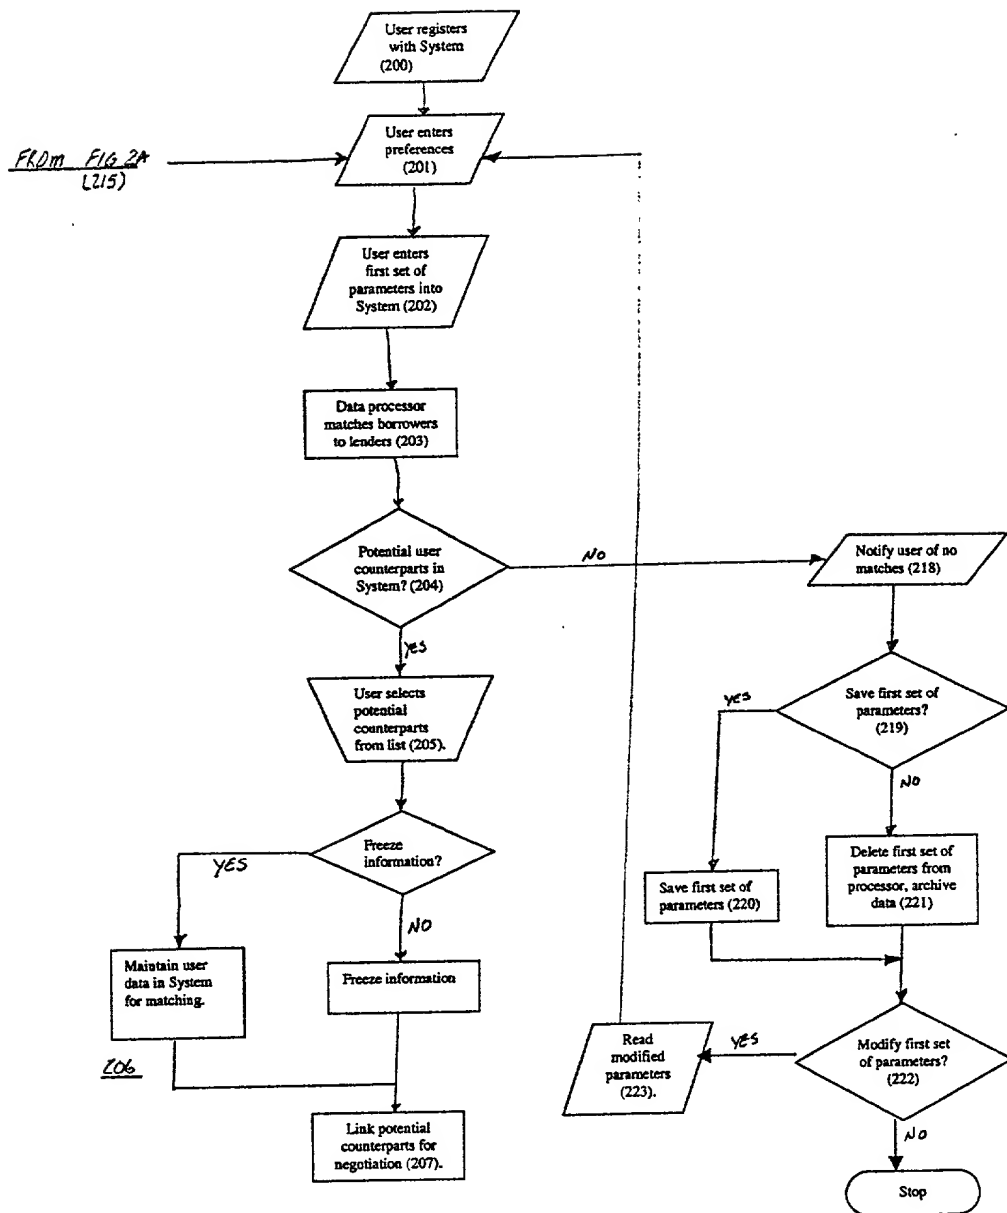 User registers
with System
(200)
User enters
preferences
(201)
FROM FIG 2A
(215)
User enters
first set of
parameters into
System (202)
Data processor
matches borrowers
to lenders (203)
Potential user
counterparts in
System? (204)
NO
Notify user of no
matches (218)
YES
User selects
potential
counterparts
from list (205).
YES
Save first set of
parameters?
(219)
NO
Freeze
information?
YES
NO
Save first set of
parameters (220)
Delete first set of
parameters from
processor, archive
data (221)
Maintain user
data in System
for matching.
Freeze information
206
Read
modified
parameters
(223).
YES
Modify first set
of parameters?
(222)
NO
Link potential
counterparts for
negotiation (207).
Stop